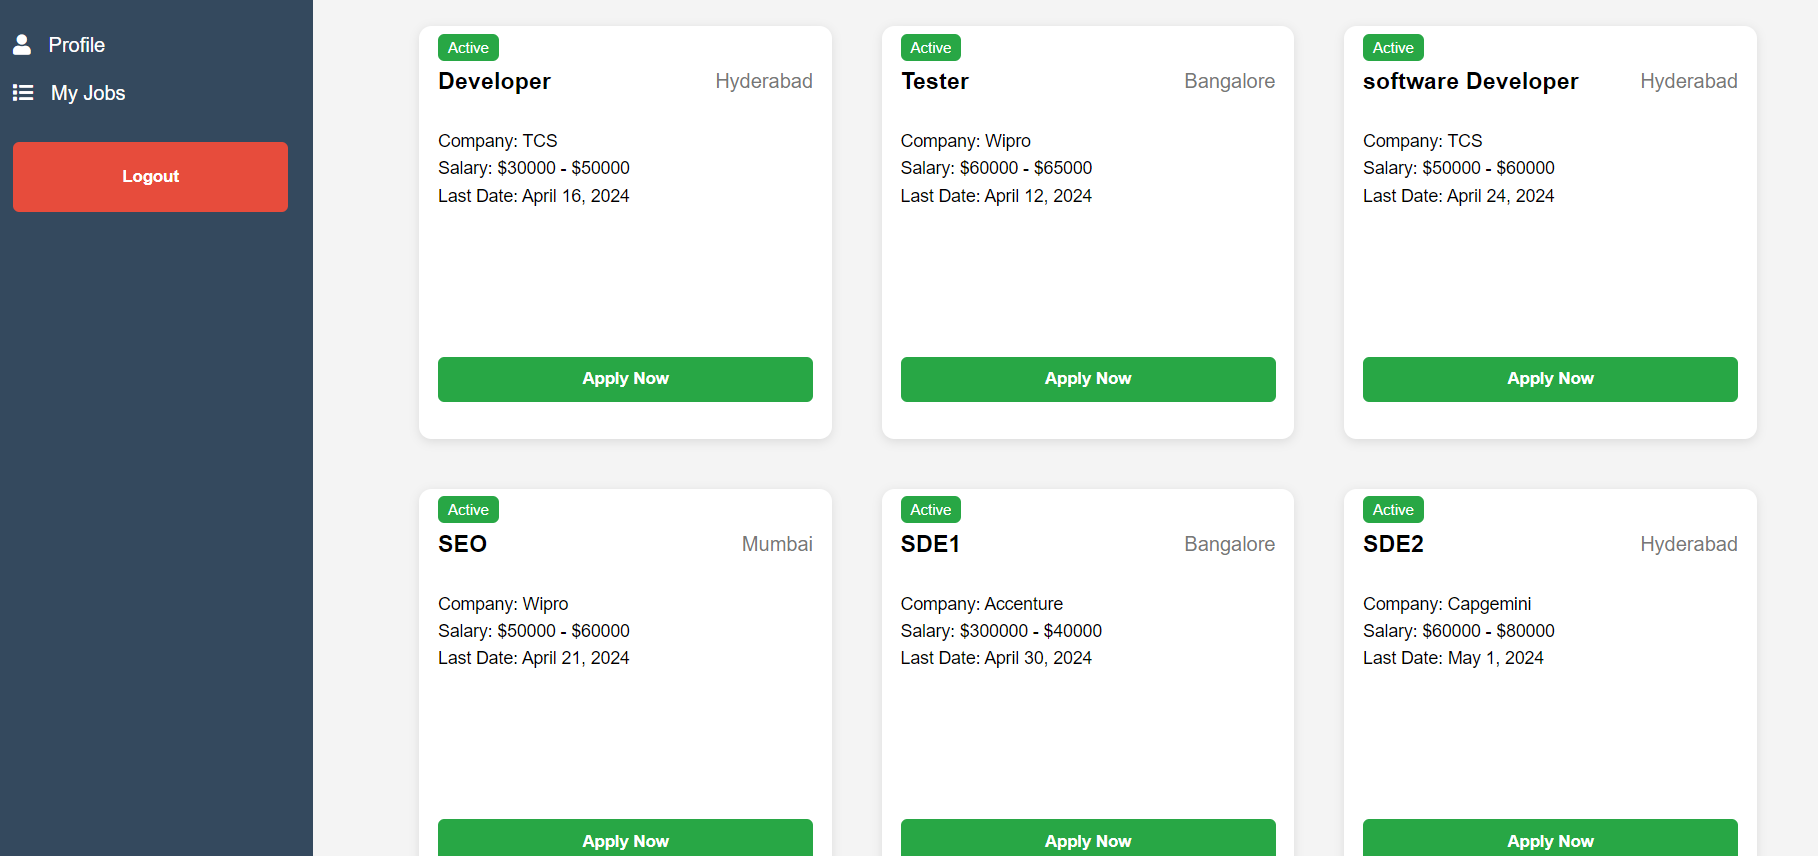 Profile
My Jobs
Logout
Active
Developer Hyderabad
Company: TCS
Salary: $30000 - $50000
Last Date: April 16, 2024
Apply Now
Active
Tester Bangalore
Company: Wipro
Salary: $60000 - $65000
Last Date: April 12, 2024
Apply Now
Active
software Developer Hyderabad
Company: TCS
Salary: $50000 - $60000
Last Date: April 24, 2024
Apply Now
Active
SEO Mumbai
Company: Wipro
Salary: $50000 - $60000
Last Date: April 21, 2024
Apply Now
Active
SDE1 Bangalore
Company: Accenture
Salary: $300000 - $40000
Last Date: April 30, 2024
Apply Now
Active
SDE2 Hyderabad
Company: Capgemini
Salary: $60000 - $80000
Last Date: May 1, 2024
Apply Now